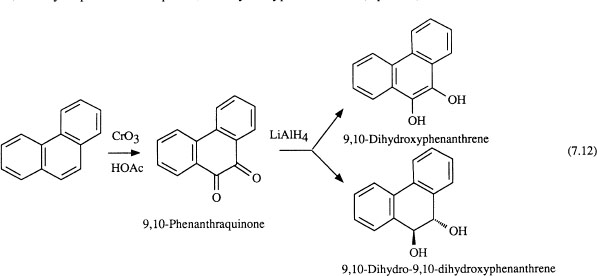 OH
OH
9,10-Dihydroxyphenanthrene
CrO3
HOAc
LiAlH4
O
O
9,10-Phenanthraquinone
(7.12)
OH
OH
9,10-Dihydro-9,10-dihydroxyphenanthrene